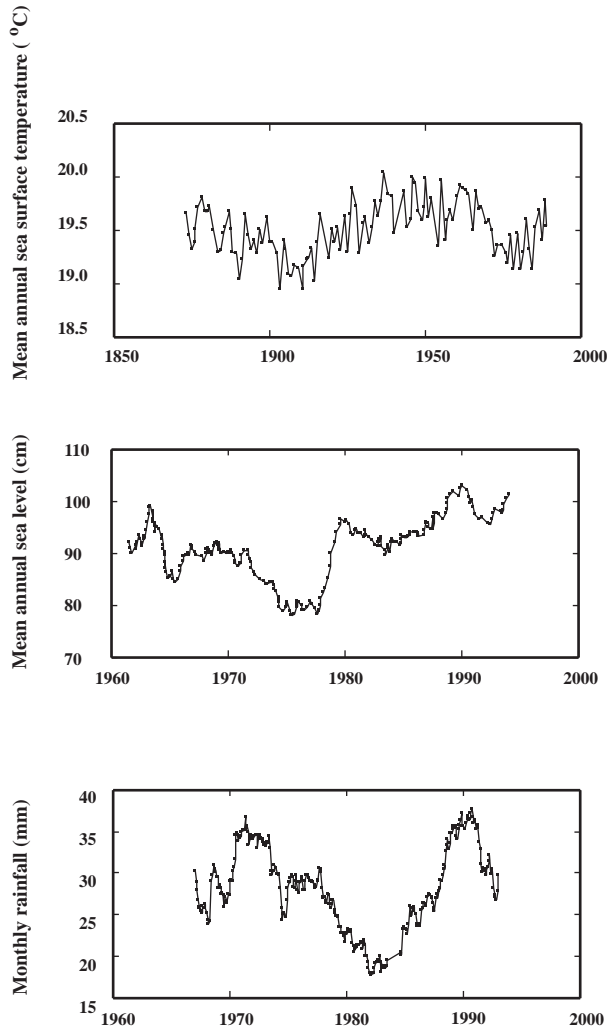 Mean annual sea surface temperature ( °C)
20.5
20.0
19.5
19.0
18.5
1850 1900 1950 2000
Mean annual sea level (cm)
110
100
90
80
70
1960 1970 1980 1990 2000
Monthly rainfall (mm)
40
35
30
25
20
15
1960 1970 1980 1990 2000